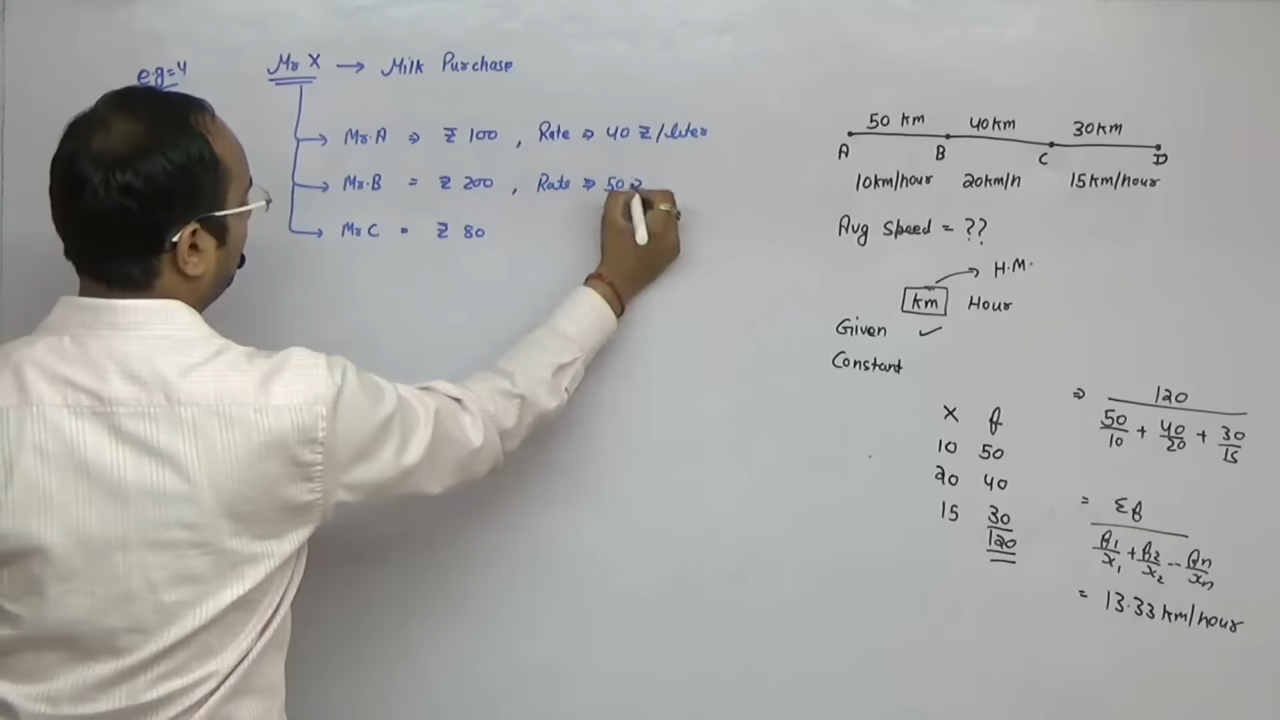 e.g=4
Mr X → Milk Purchase
Mr.A ⇒ ₹ 100 , Rate ⇒ 40 ₹/liter
Mr.B = ₹ 200 , Rate ⇒ 50 ₹
Mr C = ₹ 80
50 KM 40KM 30KM
A B C D
10km/hour 20km/h 15km/hour
Avg Speed = ??
→ H.M.
km Hour
Given ✓
Constant
X f
10 50
20 40
15 30
120
⇒ 120
50/10 + 40/20 + 30/15
= Σf
f1/x1 + f2/x2 -- fn/xn
= 13.33 km/hour